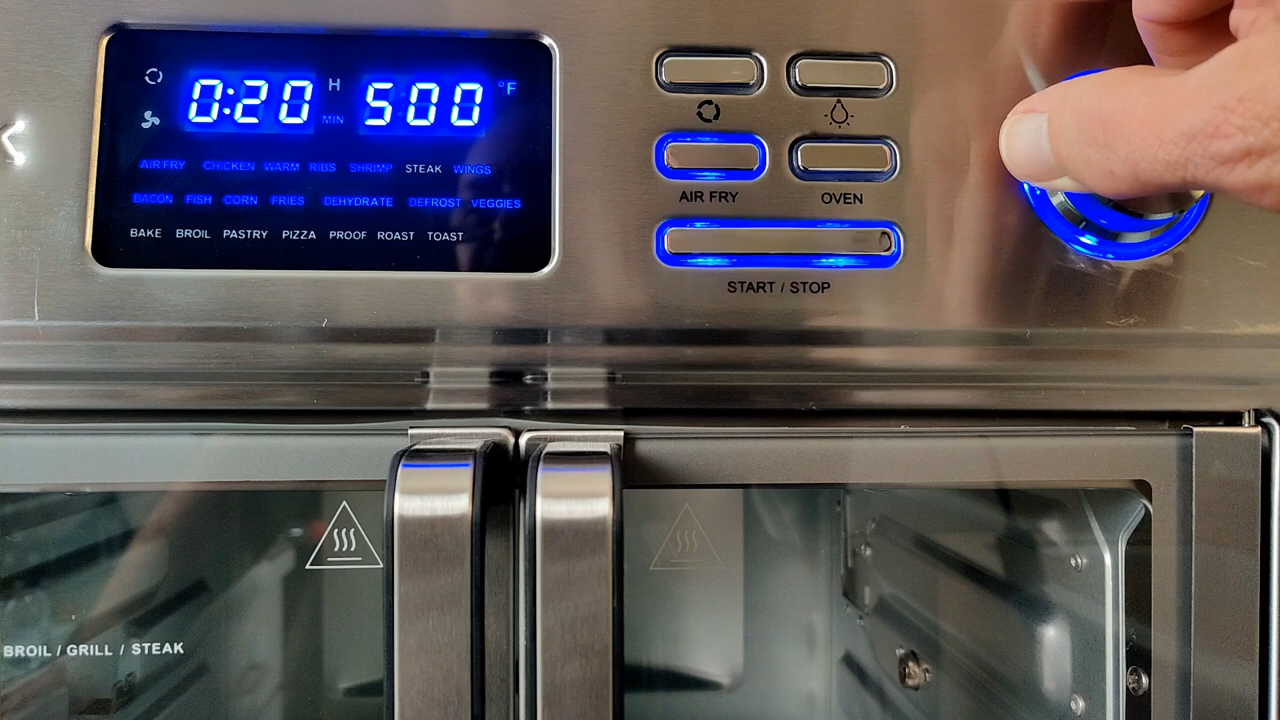 0:20 H MIN 500 °F
AIR FRY CHICKEN WARM RIBS SHRIMP STEAK WINGS
BACON FISH CORN FRIES DEHYDRATE DEFROST VEGGIES
BAKE BROIL PASTRY PIZZA PROOF ROAST TOAST
AIR FRY OVEN
START / STOP
BROIL / GRILL / STEAK